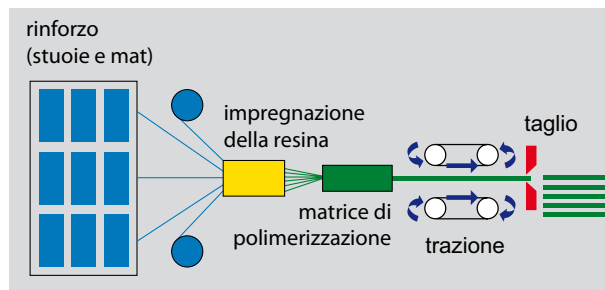 rinforzo
(stuoie e mat)
impregnazione
della resina
matrice di
polimerizzazione
trazione
taglio